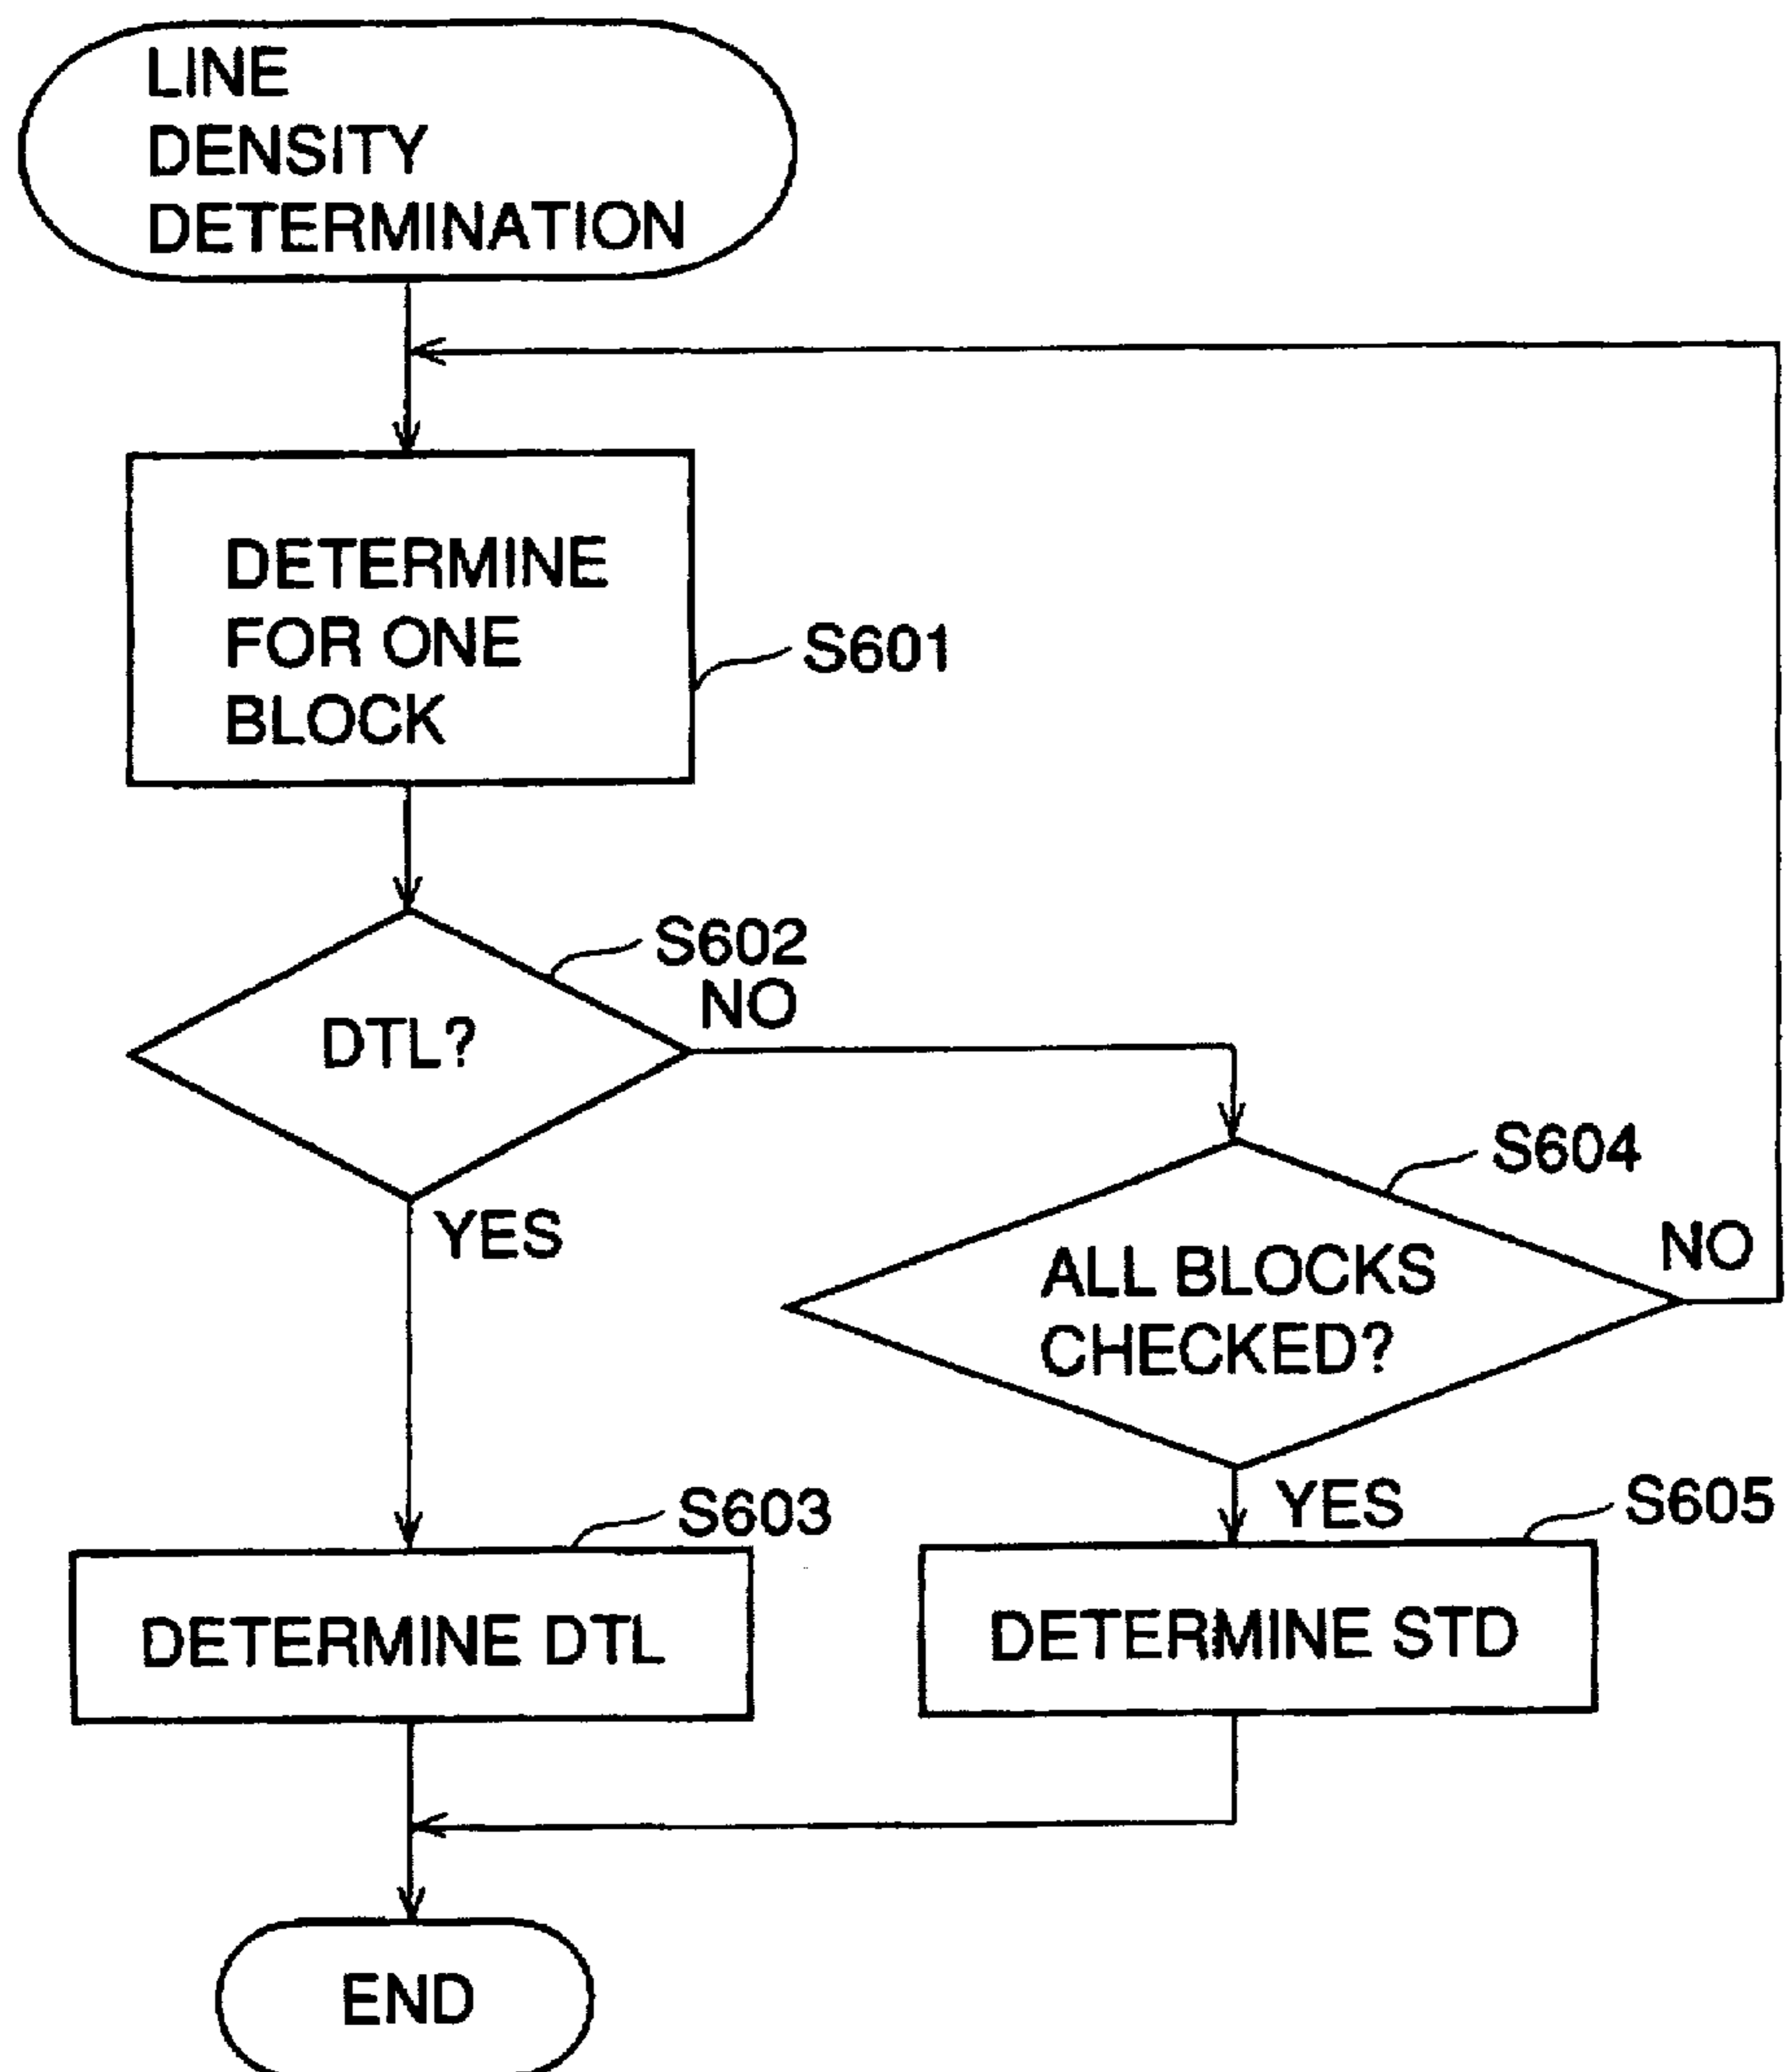 LINE
DENSITY
DETERMINATION
DETERMINE
FOR ONE
BLOCK
S601
S602
NO
DTL?
YES
S604
ALL BLOCKS
CHECKED?
NO
S603
YES
S605
DETERMINE DTL
DETERMINE STD
END